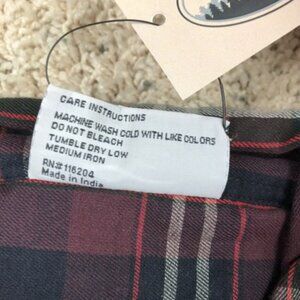 CARE INSTRUCTIONS
MACHINE WASH COLD WITH LIKE COLORS
DO NOT BLEACH
TUMBLE DRY LOW
MEDIUM IRON
RN# 116204
Made in India